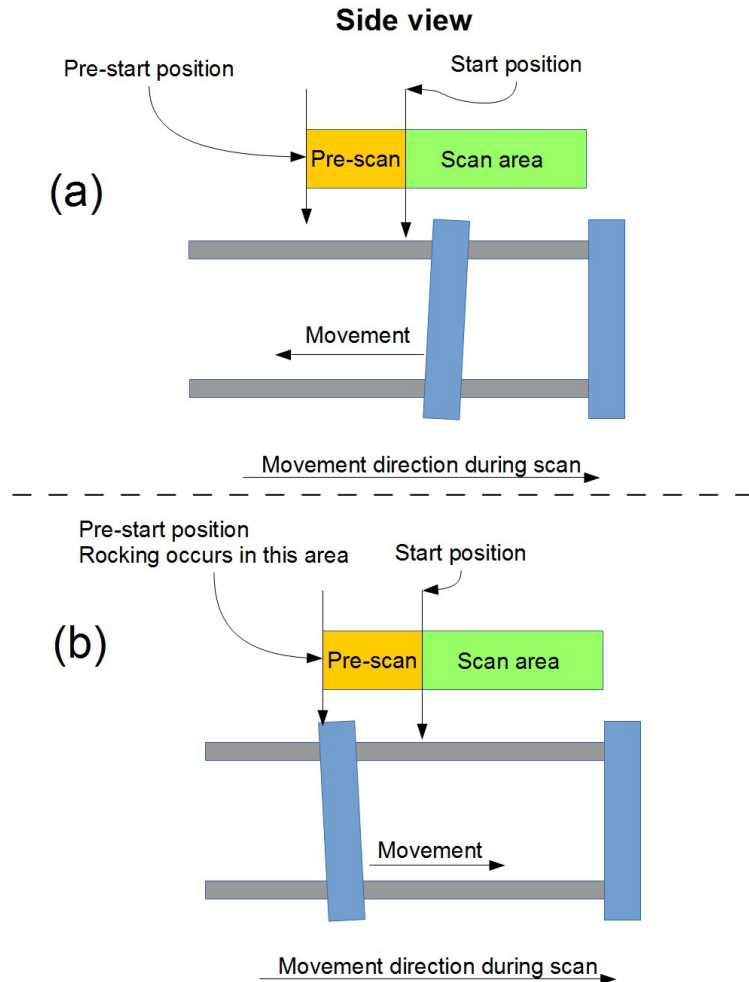 Side view
Pre-start position
Start position
Pre-scan
Scan area
(a)
Movement
Movement direction during scan
Pre-start position
Rocking occurs in this area
Start position
(b)
Pre-scan
Scan area
Movement
Movement direction during scan